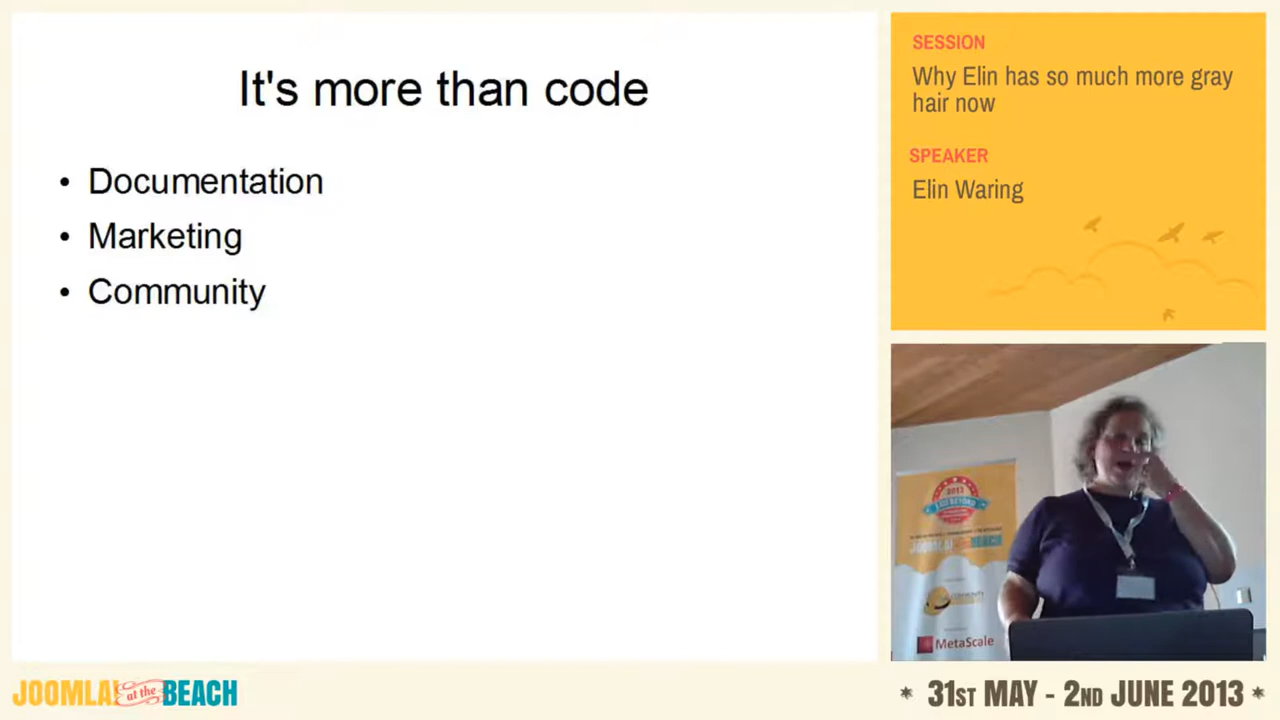 It's more than code
• Documentation
• Marketing
• Community
SESSION
Why Elin has so much more gray
hair now
SPEAKER
Elin Waring
2013
MetaScale
JOOMLA! at the BEACH
* 31ST MAY - 2ND JUNE 2013 *